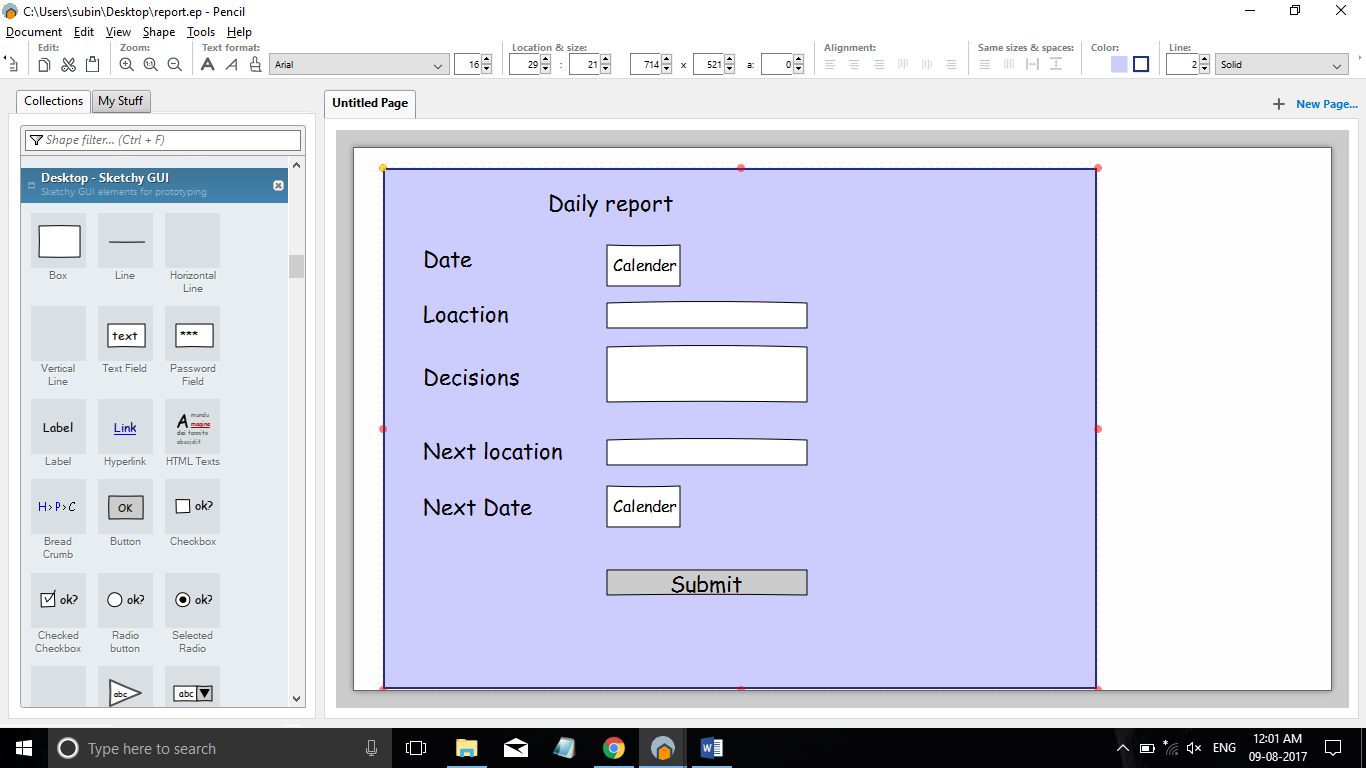 C:\Users\subin\Desktop\report.ep - Pencil
Document Edit View Shape Tools Help
Edit: Zoom: Text format: Location & size: Alignment: Same sizes & spaces: Color: Line:
Arial 16 29 : 21 714 x 521 a: 0 2 Solid
Collections My Stuff
Untitled Page
New Page...
Shape filter... (Ctrl + F)
Desktop - Sketchy GUI
Sketchy GUI elements for prototyping
Box Line Horizontal
Line
text ***
Vertical
Line Text Field Password
Field
Label Link A mundu
magine
dei tonnito
abscidit
Label Hyperlink HTML Texts
H>P>C OK ok?
Bread
Crumb Button Checkbox
ok? ok? ok?
Checked
Checkbox Radio
button Selected
Radio
abc abc
Daily report
Date Calender
Loaction
Decisions
Next location
Next Date Calender
Submit
Type here to search
ENG
12:01 AM
09-08-2017